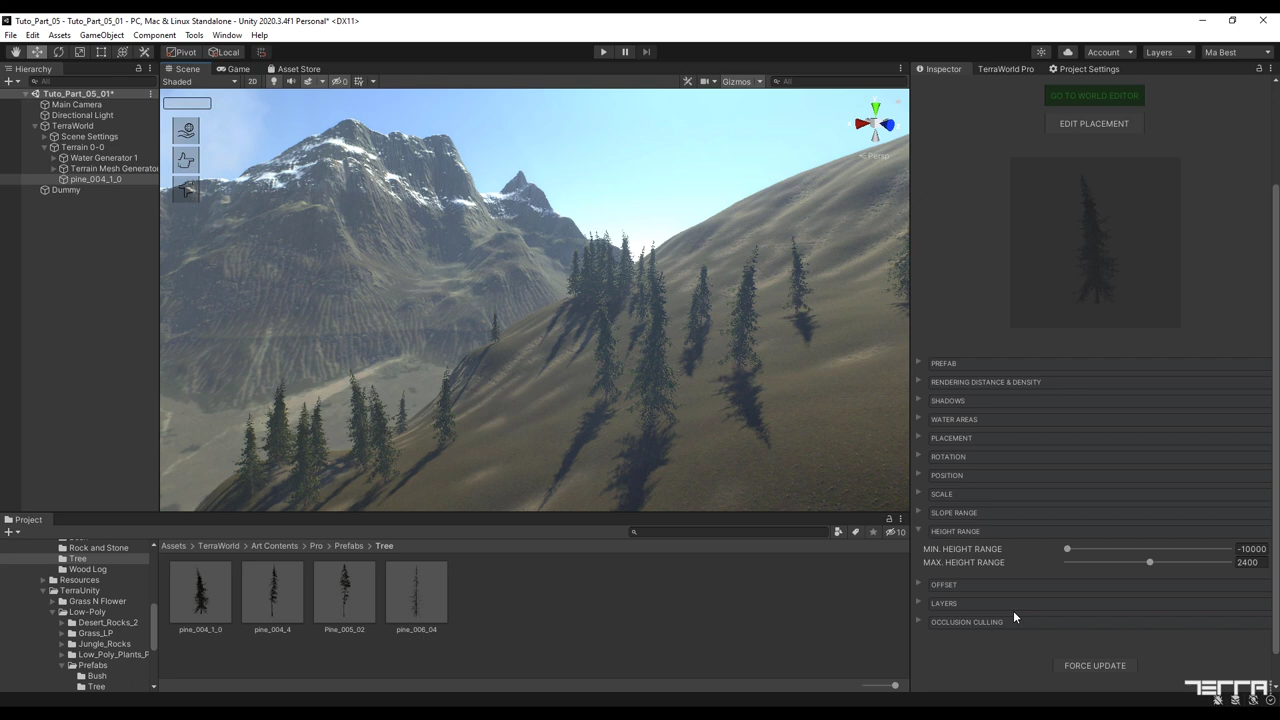 Tuto_Part_05 - Tuto_Part_05_01 - PC, Mac & Linux Standalone - Unity 2020.3.4f1 Personal* <DX11>
File Edit Assets GameObject Component Tools Window Help
Pivot Local Account Layers Ma Best
Hierarchy Scene Game Asset Store Inspector TerraWorld Pro Project Settings
All Shaded 2D 0 Gizmos All
Tuto_Part_05_01*
Main Camera
Directional Light
TerraWorld
Scene Settings
Terrain 0-0
Water Generator 1
Terrain Mesh Generato
pine_004_1_0
Dummy
Persp
GO TO WORLD EDITOR
EDIT PLACEMENT
PREFAB
RENDERING DISTANCE & DENSITY
SHADOWS
WATER AREAS
PLACEMENT
ROTATION
POSITION
SCALE
SLOPE RANGE
HEIGHT RANGE
MIN. HEIGHT RANGE -10000
MAX. HEIGHT RANGE 2400
OFFSET
LAYERS
OCCLUSION CULLING
FORCE UPDATE
Project
10
Rock and Stone
Tree
Wood Log
Resources
TerraUnity
Grass N Flower
Low-Poly
Desert_Rocks_2
Grass_LP
Jungle_Rocks
Low_Poly_Plants_P
Prefabs
Bush
Tree
Assets > TerraWorld > Art Contents > Pro > Prefabs > Tree
pine_004_1_0 pine_004_4 Pine_005_02 pine_006_04
TERRA